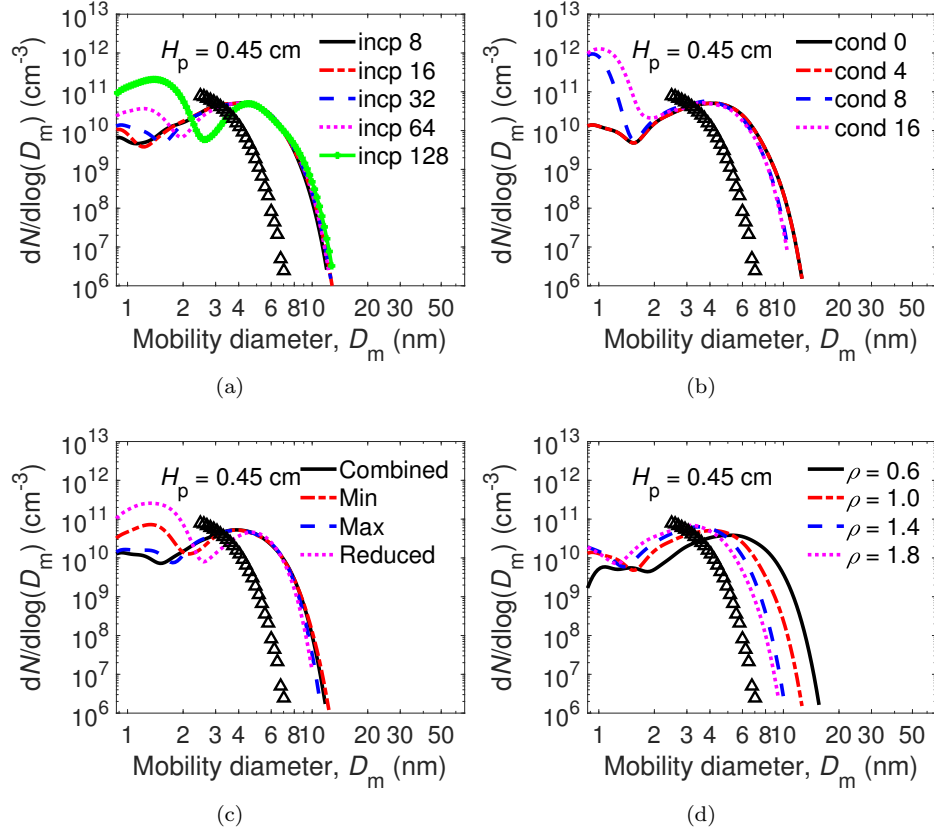 10^13
10^12
10^11
10^10
10^9
10^8
10^7
10^6
dN/dlog(D_m) (cm^-3)
H_p = 0.45 cm
incp 8
incp 16
incp 32
incp 64
incp 128
1 2 3 4 6 8 10 20 30 50
Mobility diameter, D_m (nm)
(a)
10^13
10^12
10^11
10^10
10^9
10^8
10^7
10^6
dN/dlog(D_m) (cm^-3)
H_p = 0.45 cm
cond 0
cond 4
cond 8
cond 16
1 2 3 4 6 8 10 20 30 50
Mobility diameter, D_m (nm)
(b)
10^13
10^12
10^11
10^10
10^9
10^8
10^7
10^6
dN/dlog(D_m) (cm^-3)
H_p = 0.45 cm
Combined
Min
Max
Reduced
1 2 3 4 6 8 10 20 30 50
Mobility diameter, D_m (nm)
(c)
10^13
10^12
10^11
10^10
10^9
10^8
10^7
10^6
dN/dlog(D_m) (cm^-3)
H_p = 0.45 cm
ρ = 0.6
ρ = 1.0
ρ = 1.4
ρ = 1.8
1 2 3 4 6 8 10 20 30 50
Mobility diameter, D_m (nm)
(d)